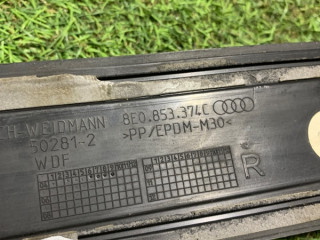 H-WEIDMANN
50281-2
WDF
8E0.853.374C
>PP/EPDM-M30<
R